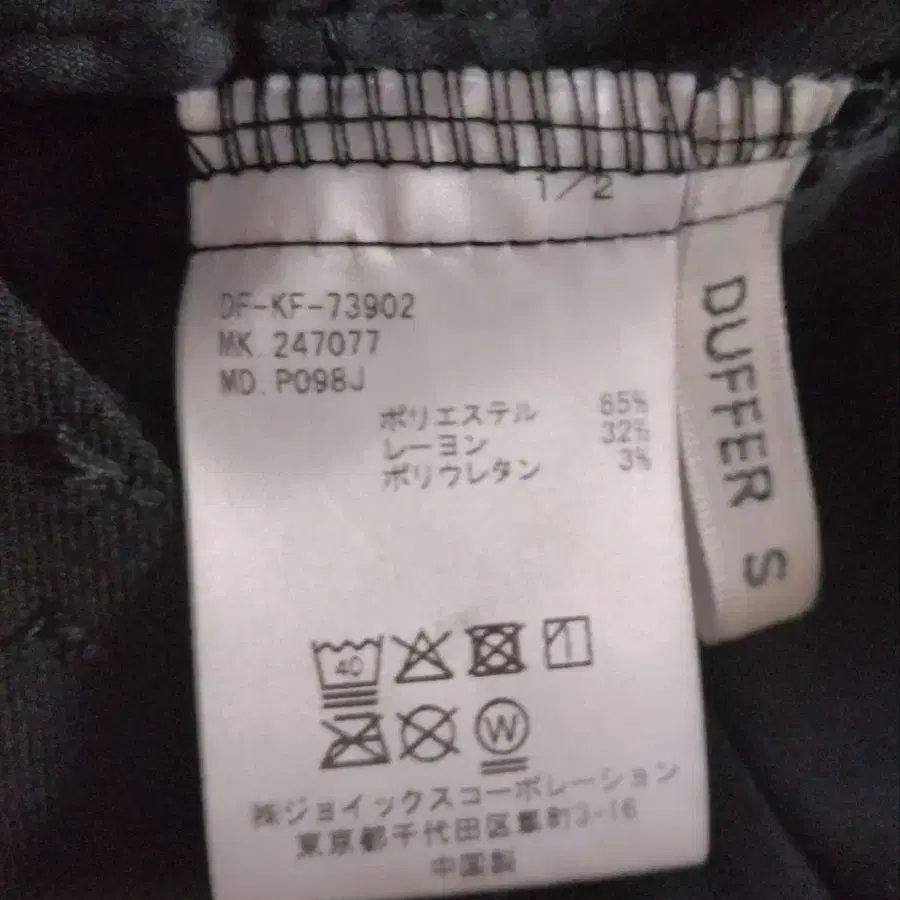 1/2
DF-KF-73902
MK. 247077
MD. P098J
ポリエステル 65%
レーヨン 32%
ポリウレタン 3%
40
W
㈱ジョイックスコーポレーション
東京都千代田区隼町3-16
中国製
DUFFER S